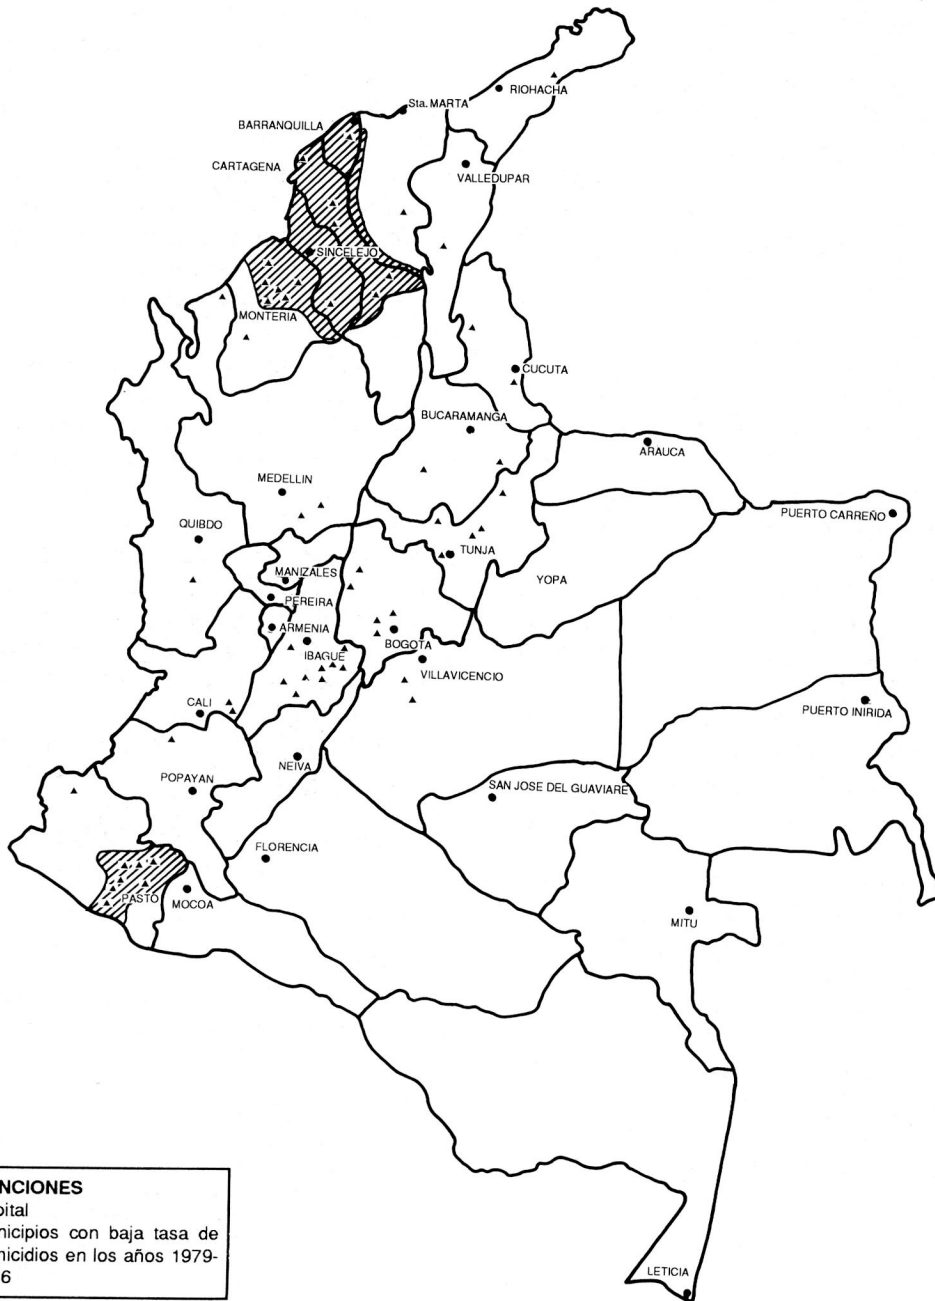 RIOHACHA
Sta. MARTA
BARRANQUILLA
CARTAGENA
VALLEDUPAR
SINCELEJO
MONTERIA
CUCUTA
BUCARAMANGA
ARAUCA
MEDELLIN
PUERTO CARREÑO
QUIBDO
TUNJA
MANIZALES
YOPA
PEREIRA
ARMENIA
BOGOTA
IBAGUE
VILLAVICENCIO
CALI
PUERTO INIRIDA
NEIVA
POPAYAN
SAN JOSE DEL GUAVIARE
FLORENCIA
PASTO
MOCOA
MITU
NCIONES
pital
nicipios con baja tasa de
nicidios en los años 1979-
6
LETICIA